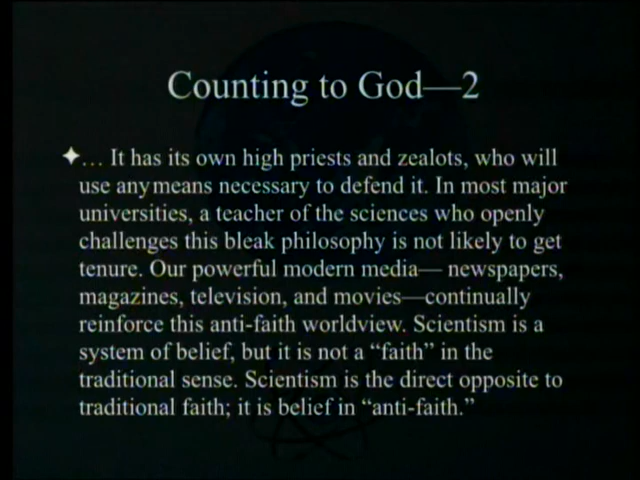 Counting to God—2
✦… It has its own high priests and zealots, who will
use any means necessary to defend it. In most major
universities, a teacher of the sciences who openly
challenges this bleak philosophy is not likely to get
tenure. Our powerful modern media— newspapers,
magazines, television, and movies—continually
reinforce this anti-faith worldview. Scientism is a
system of belief, but it is not a “faith” in the
traditional sense. Scientism is the direct opposite to
traditional faith; it is belief in “anti-faith.”